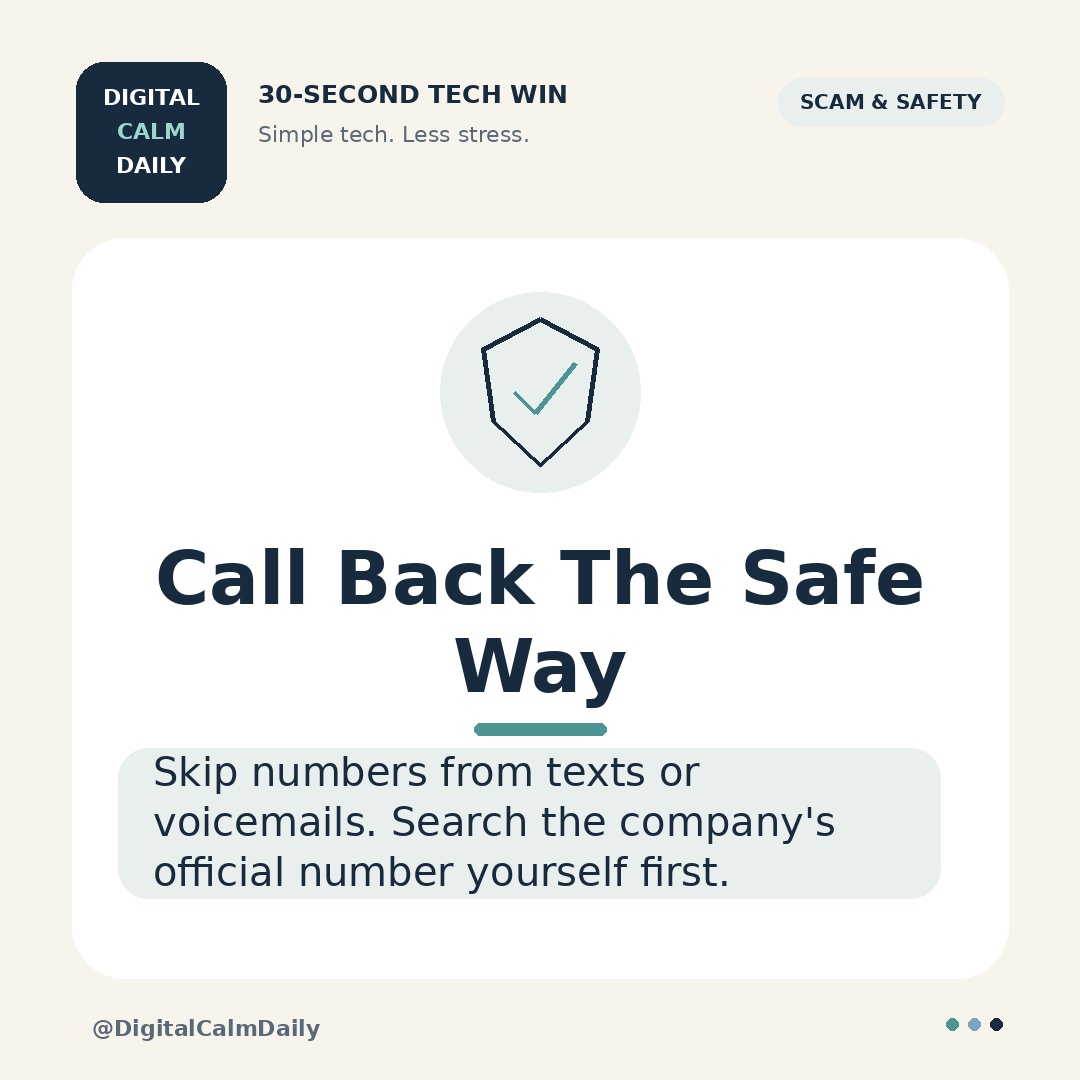 DIGITAL
CALM
DAILY
30-SECOND TECH WIN
Simple tech. Less stress.
SCAM & SAFETY
Call Back The Safe
Way
Skip numbers from texts or
voicemails. Search the company's
official number yourself first.
@DigitalCalmDaily